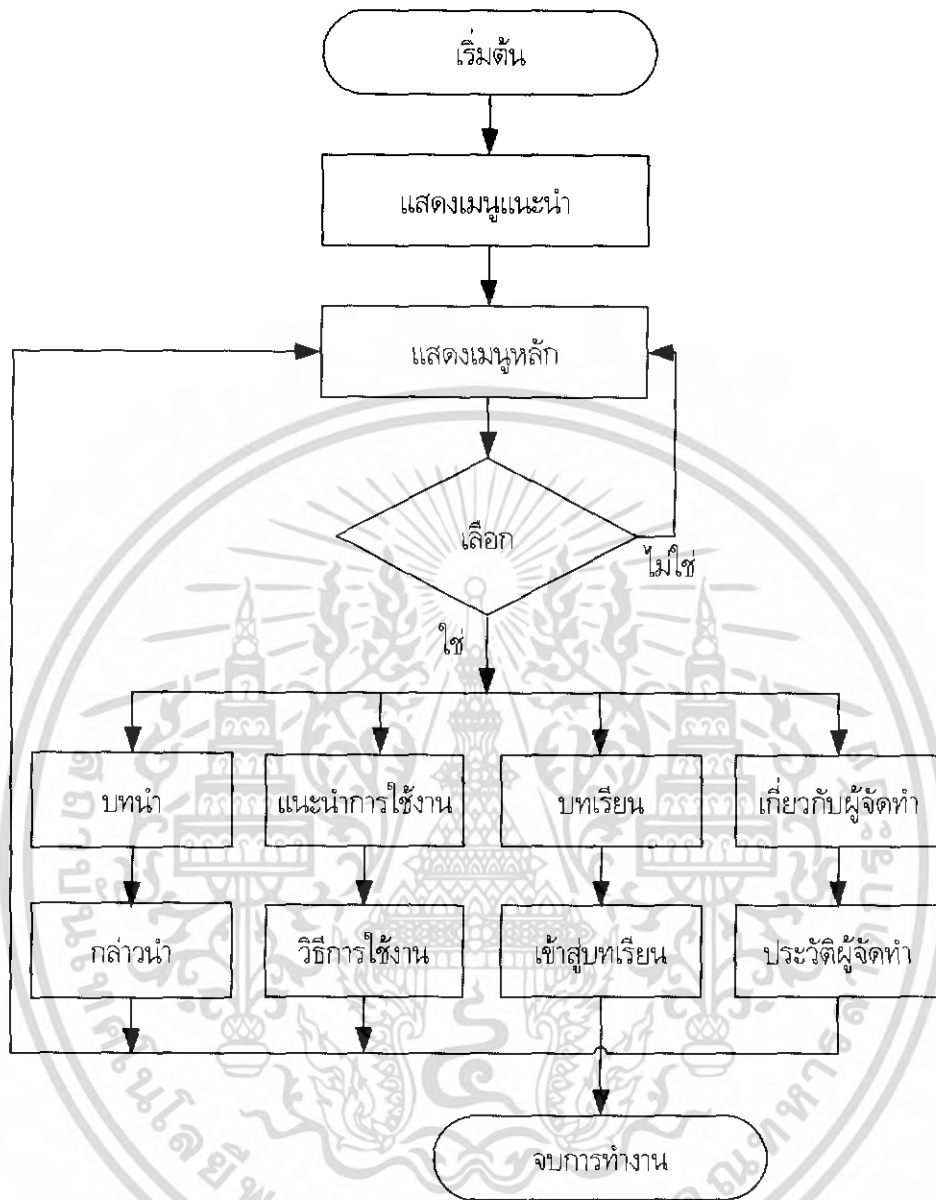 เริ่มต้น
แสดงเมนูแนะนำ
แสดงเมนูหลัก
เลือก
ไม่ใช่
ใช่
บทนำ
แนะนำการใช้งาน
บทเรียน
เกี่ยวกับผู้จัดทำ
กล่าวนำ
วิธีการใช้งาน
เข้าสู่บทเรียน
ประวัติผู้จัดทำ
จบการทำงาน